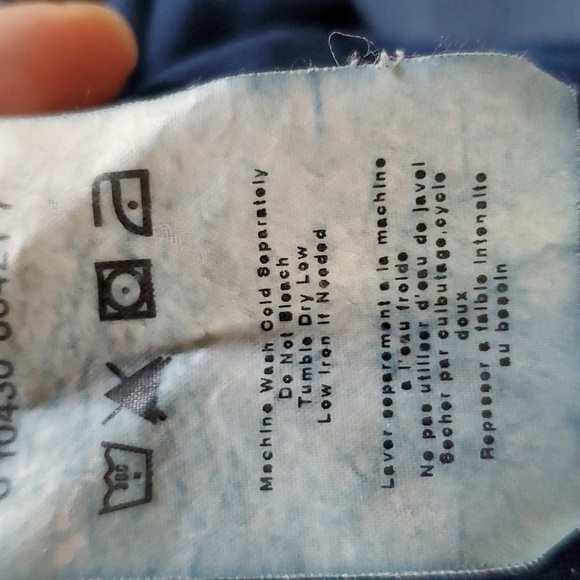 Machine Wash Cold Separately
Do Not Bleach
Tumble Dry Low
Low Iron If Needed
Laver separement a la machine
a l'eau froide
Ne pas utiliser d'eau de javel
Secher par culbutage,cycle
doux
Repasser a faible intensite
au besoin